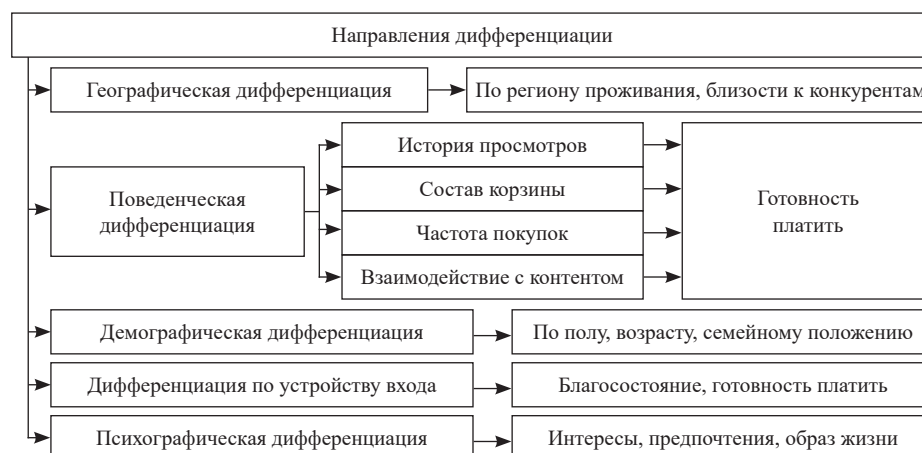 Направления дифференциации
Географическая дифференциация
По региону проживания, близости к конкурентам
Поведенческая
дифференциация
История просмотров
Состав корзины
Частота покупок
Взаимодействие с контентом
Готовность
платить
Демографическая дифференциация
По полу, возрасту, семейному положению
Дифференциация по устройству входа
Благосостояние, готовность платить
Психографическая дифференциация
Интересы, предпочтения, образ жизни